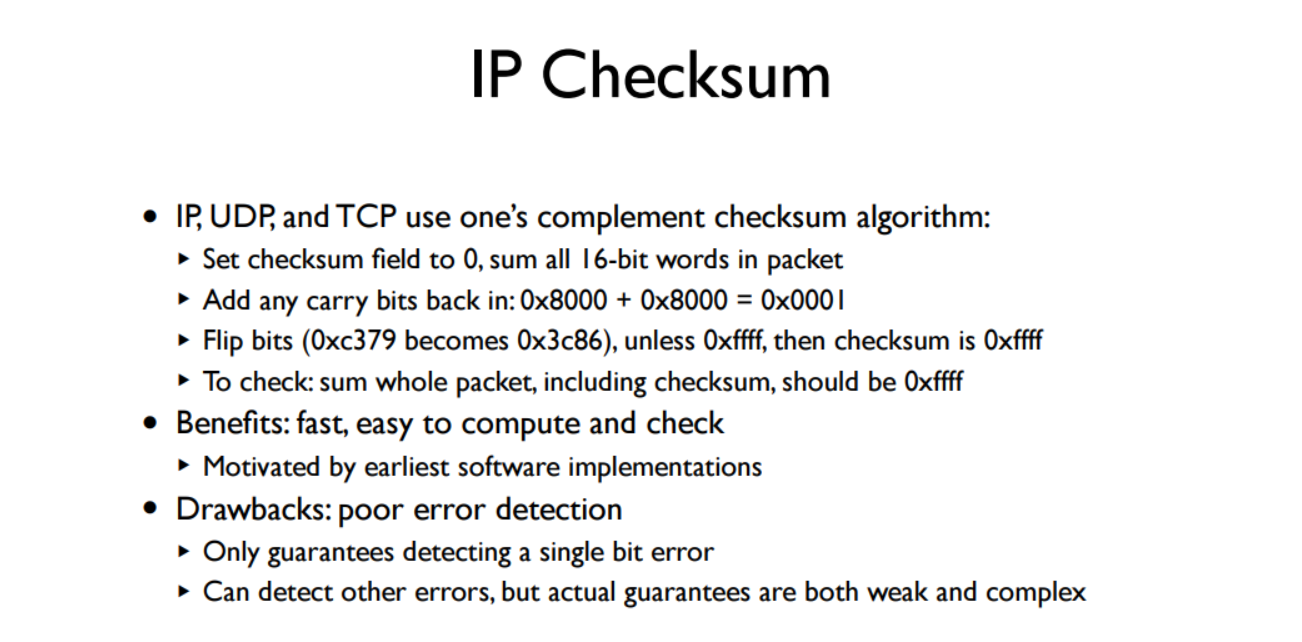 IP Checksum
• IP, UDP, and TCP use one's complement checksum algorithm:
‣ Set checksum field to 0, sum all 16-bit words in packet
‣ Add any carry bits back in: 0x8000 + 0x8000 = 0x0001
‣ Flip bits (0xc379 becomes 0x3c86), unless 0xffff, then checksum is 0xffff
‣ To check: sum whole packet, including checksum, should be 0xffff
• Benefits: fast, easy to compute and check
‣ Motivated by earliest software implementations
• Drawbacks: poor error detection
‣ Only guarantees detecting a single bit error
‣ Can detect other errors, but actual guarantees are both weak and complex